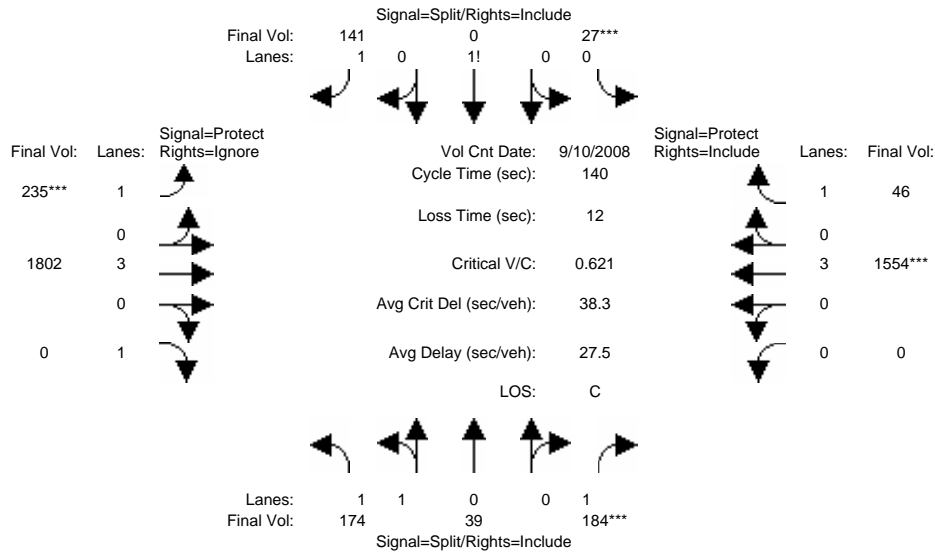 Signal=Split/Rights=Include
Final Vol: 141 0 27***
Lanes: 1 0 1! 0 0
Signal=Protect
Final Vol: Lanes: Rights=Ignore
Vol Cnt Date: 9/10/2008
Signal=Protect
Rights=Include Lanes: Final Vol:
Cycle Time (sec): 140
235*** 1
1 46
Loss Time (sec): 12
0
0
1802 3
Critical V/C: 0.621
3 1554***
0
Avg Crit Del (sec/veh): 38.3
0
0 1
Avg Delay (sec/veh): 27.5
0 0
LOS: C
Lanes: 1 1 0 0 1
Final Vol: 174 39 184***
Signal=Split/Rights=Include